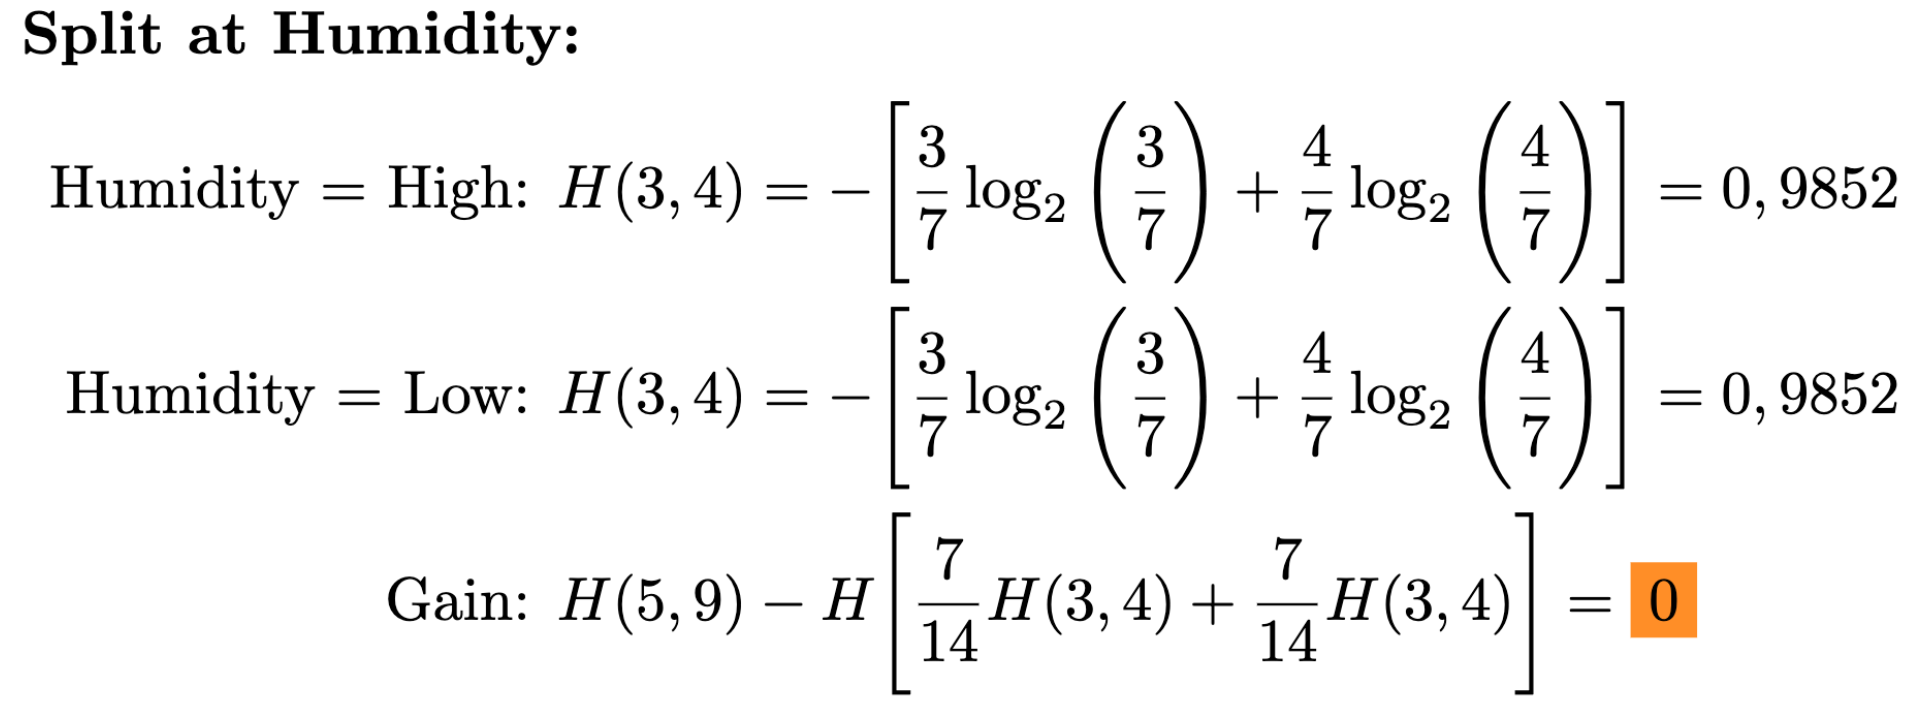 Split at Humidity:
Humidity = High: H(3, 4) = −[3/7 log₂(3/7) + 4/7 log₂(4/7)] = 0, 9852
Humidity = Low: H(3, 4) = −[3/7 log₂(3/7) + 4/7 log₂(4/7)] = 0, 9852
Gain: H(5, 9) − H[7/14 H(3, 4) + 7/14 H(3, 4)] = 0